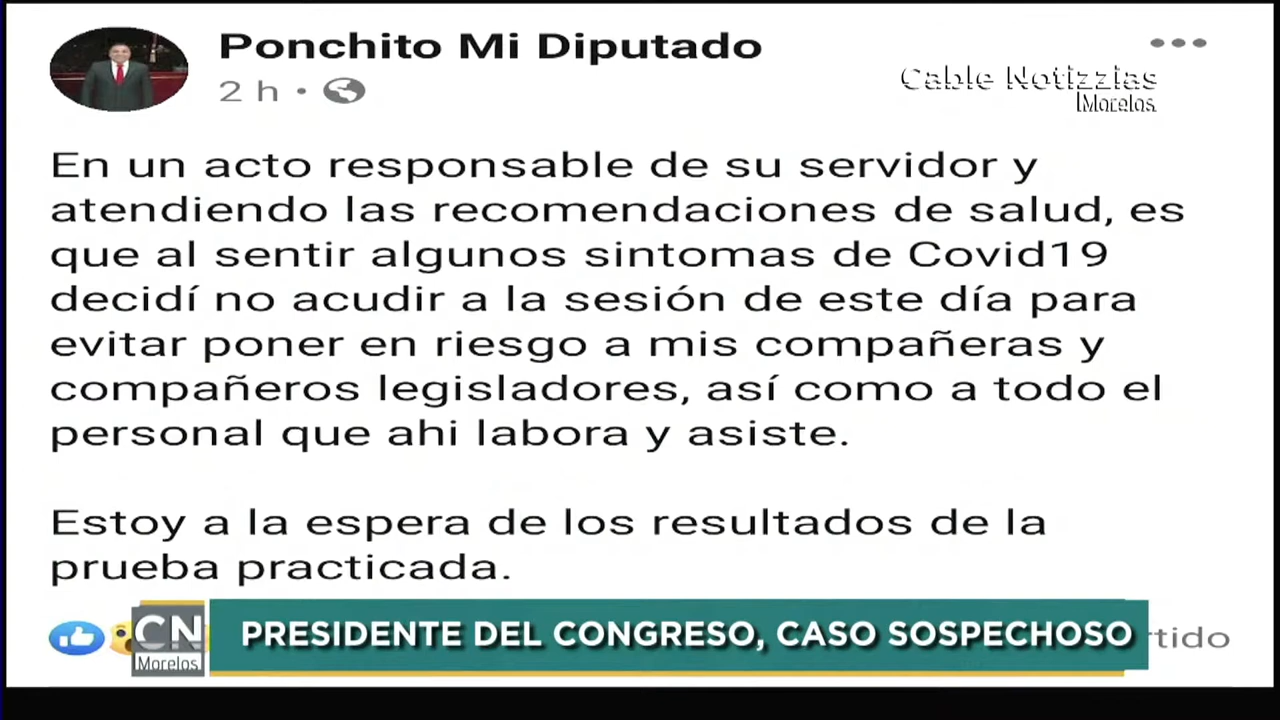 Ponchito Mi Diputado
2 h
Cable Notizzias
Morelos
En un acto responsable de su servidor y
atendiendo las recomendaciones de salud, es
que al sentir algunos sintomas de Covid19
decidí no acudir a la sesión de este día para
evitar poner en riesgo a mis compañeras y
compañeros legisladores, así como a todo el
personal que ahi labora y asiste.
Estoy a la espera de los resultados de la
prueba practicada.
CN
Morelos
PRESIDENTE DEL CONGRESO, CASO SOSPECHOSO
rtido